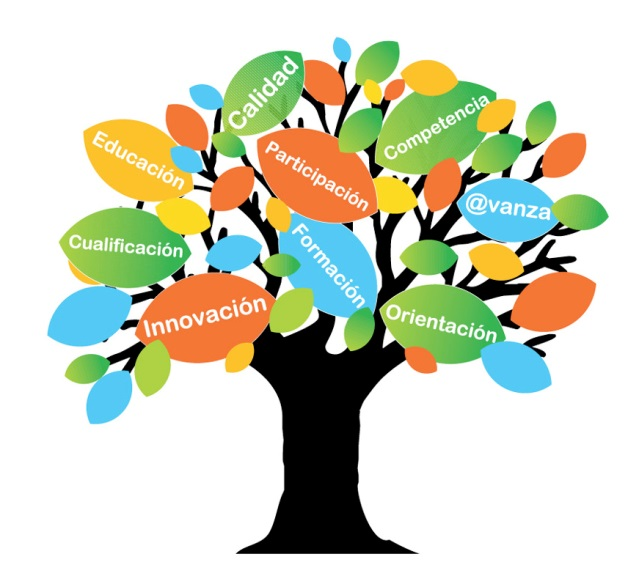 Calidad
Competencia
Educación
Participación
@vanza
Cualificación
Formación
Innovación
Orientación